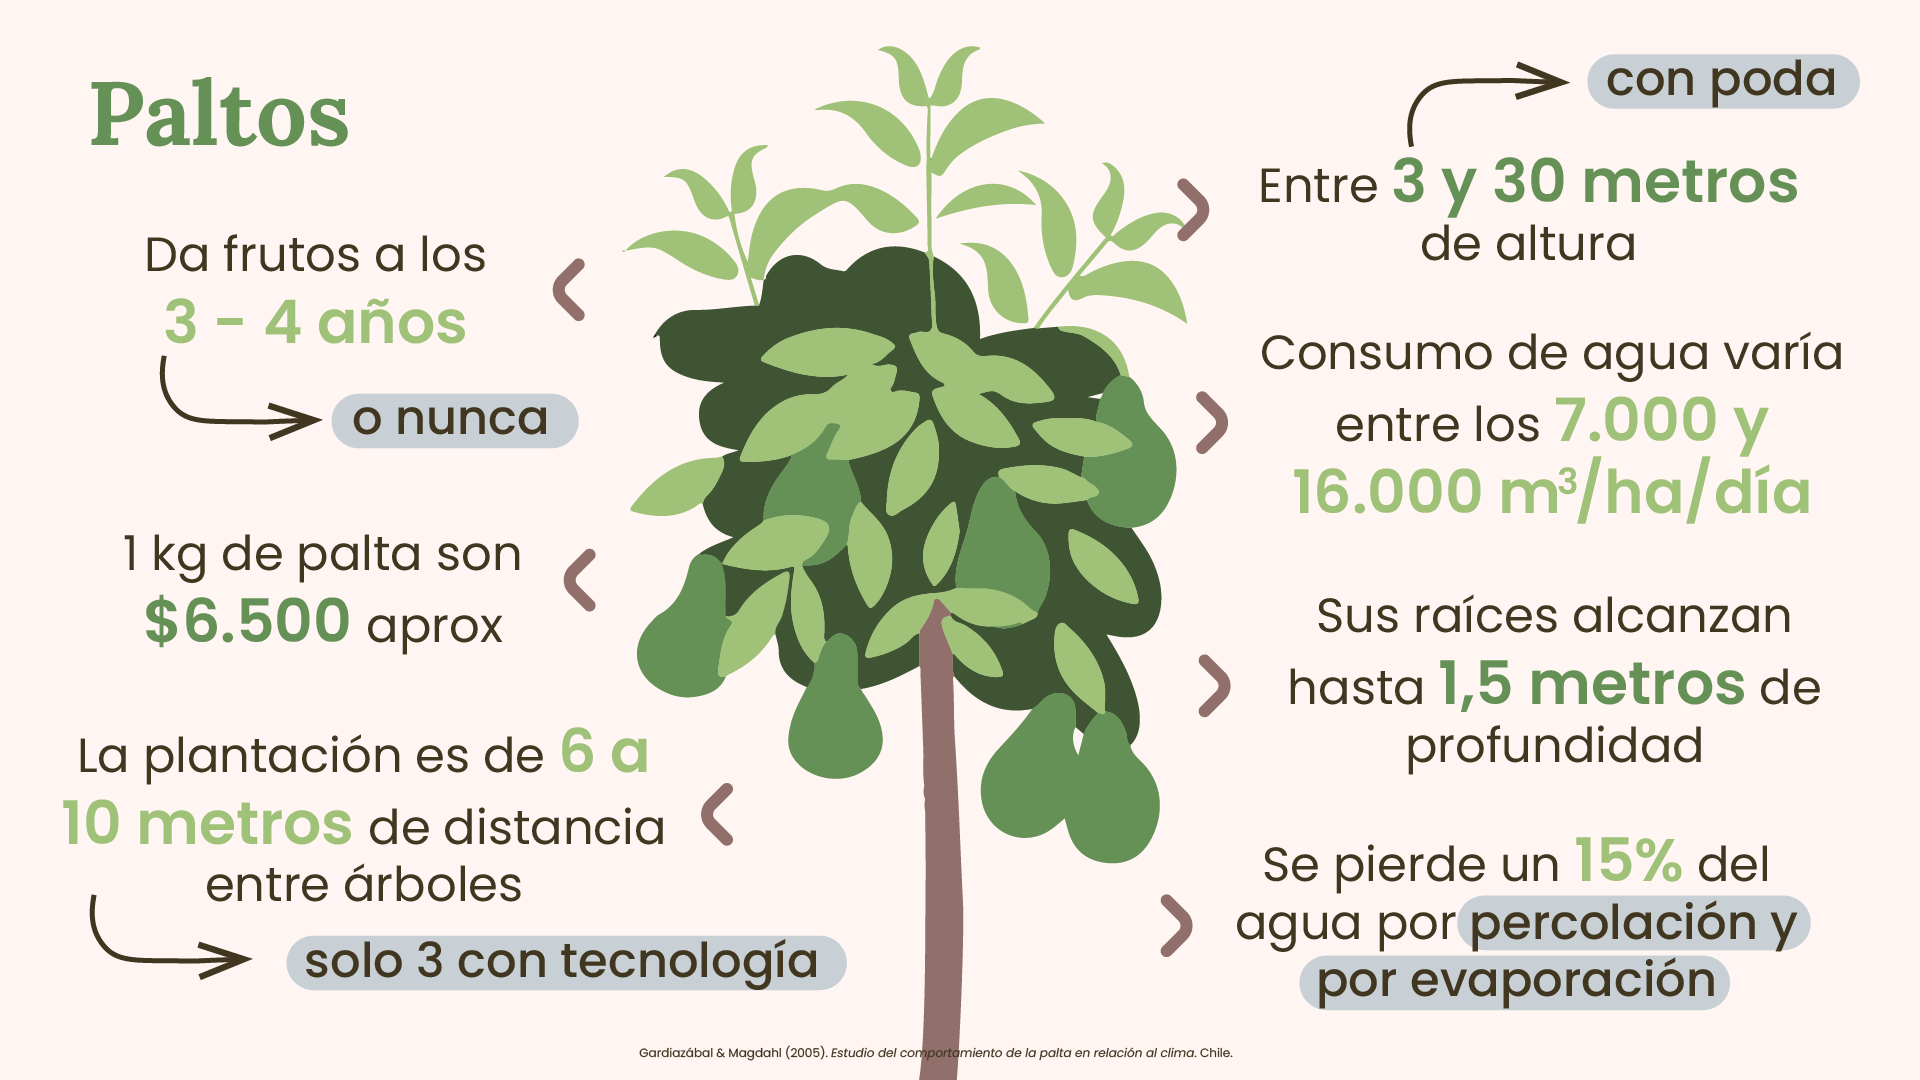 Paltos
Da frutos a los
3 - 4 años
o nunca
1 kg de palta son
$6.500 aprox
La plantación es de 6 a
10 metros de distancia
entre árboles
solo 3 con tecnología
con poda
Entre 3 y 30 metros
de altura
Consumo de agua varía
entre los 7.000 y
16.000 m³/ha/día
Sus raíces alcanzan
hasta 1,5 metros de
profundidad
Se pierde un 15% del
agua por percolación y
por evaporación
Gardiazábal & Magdahl (2005). Estudio del comportamiento de la palta en relación al clima. Chile.